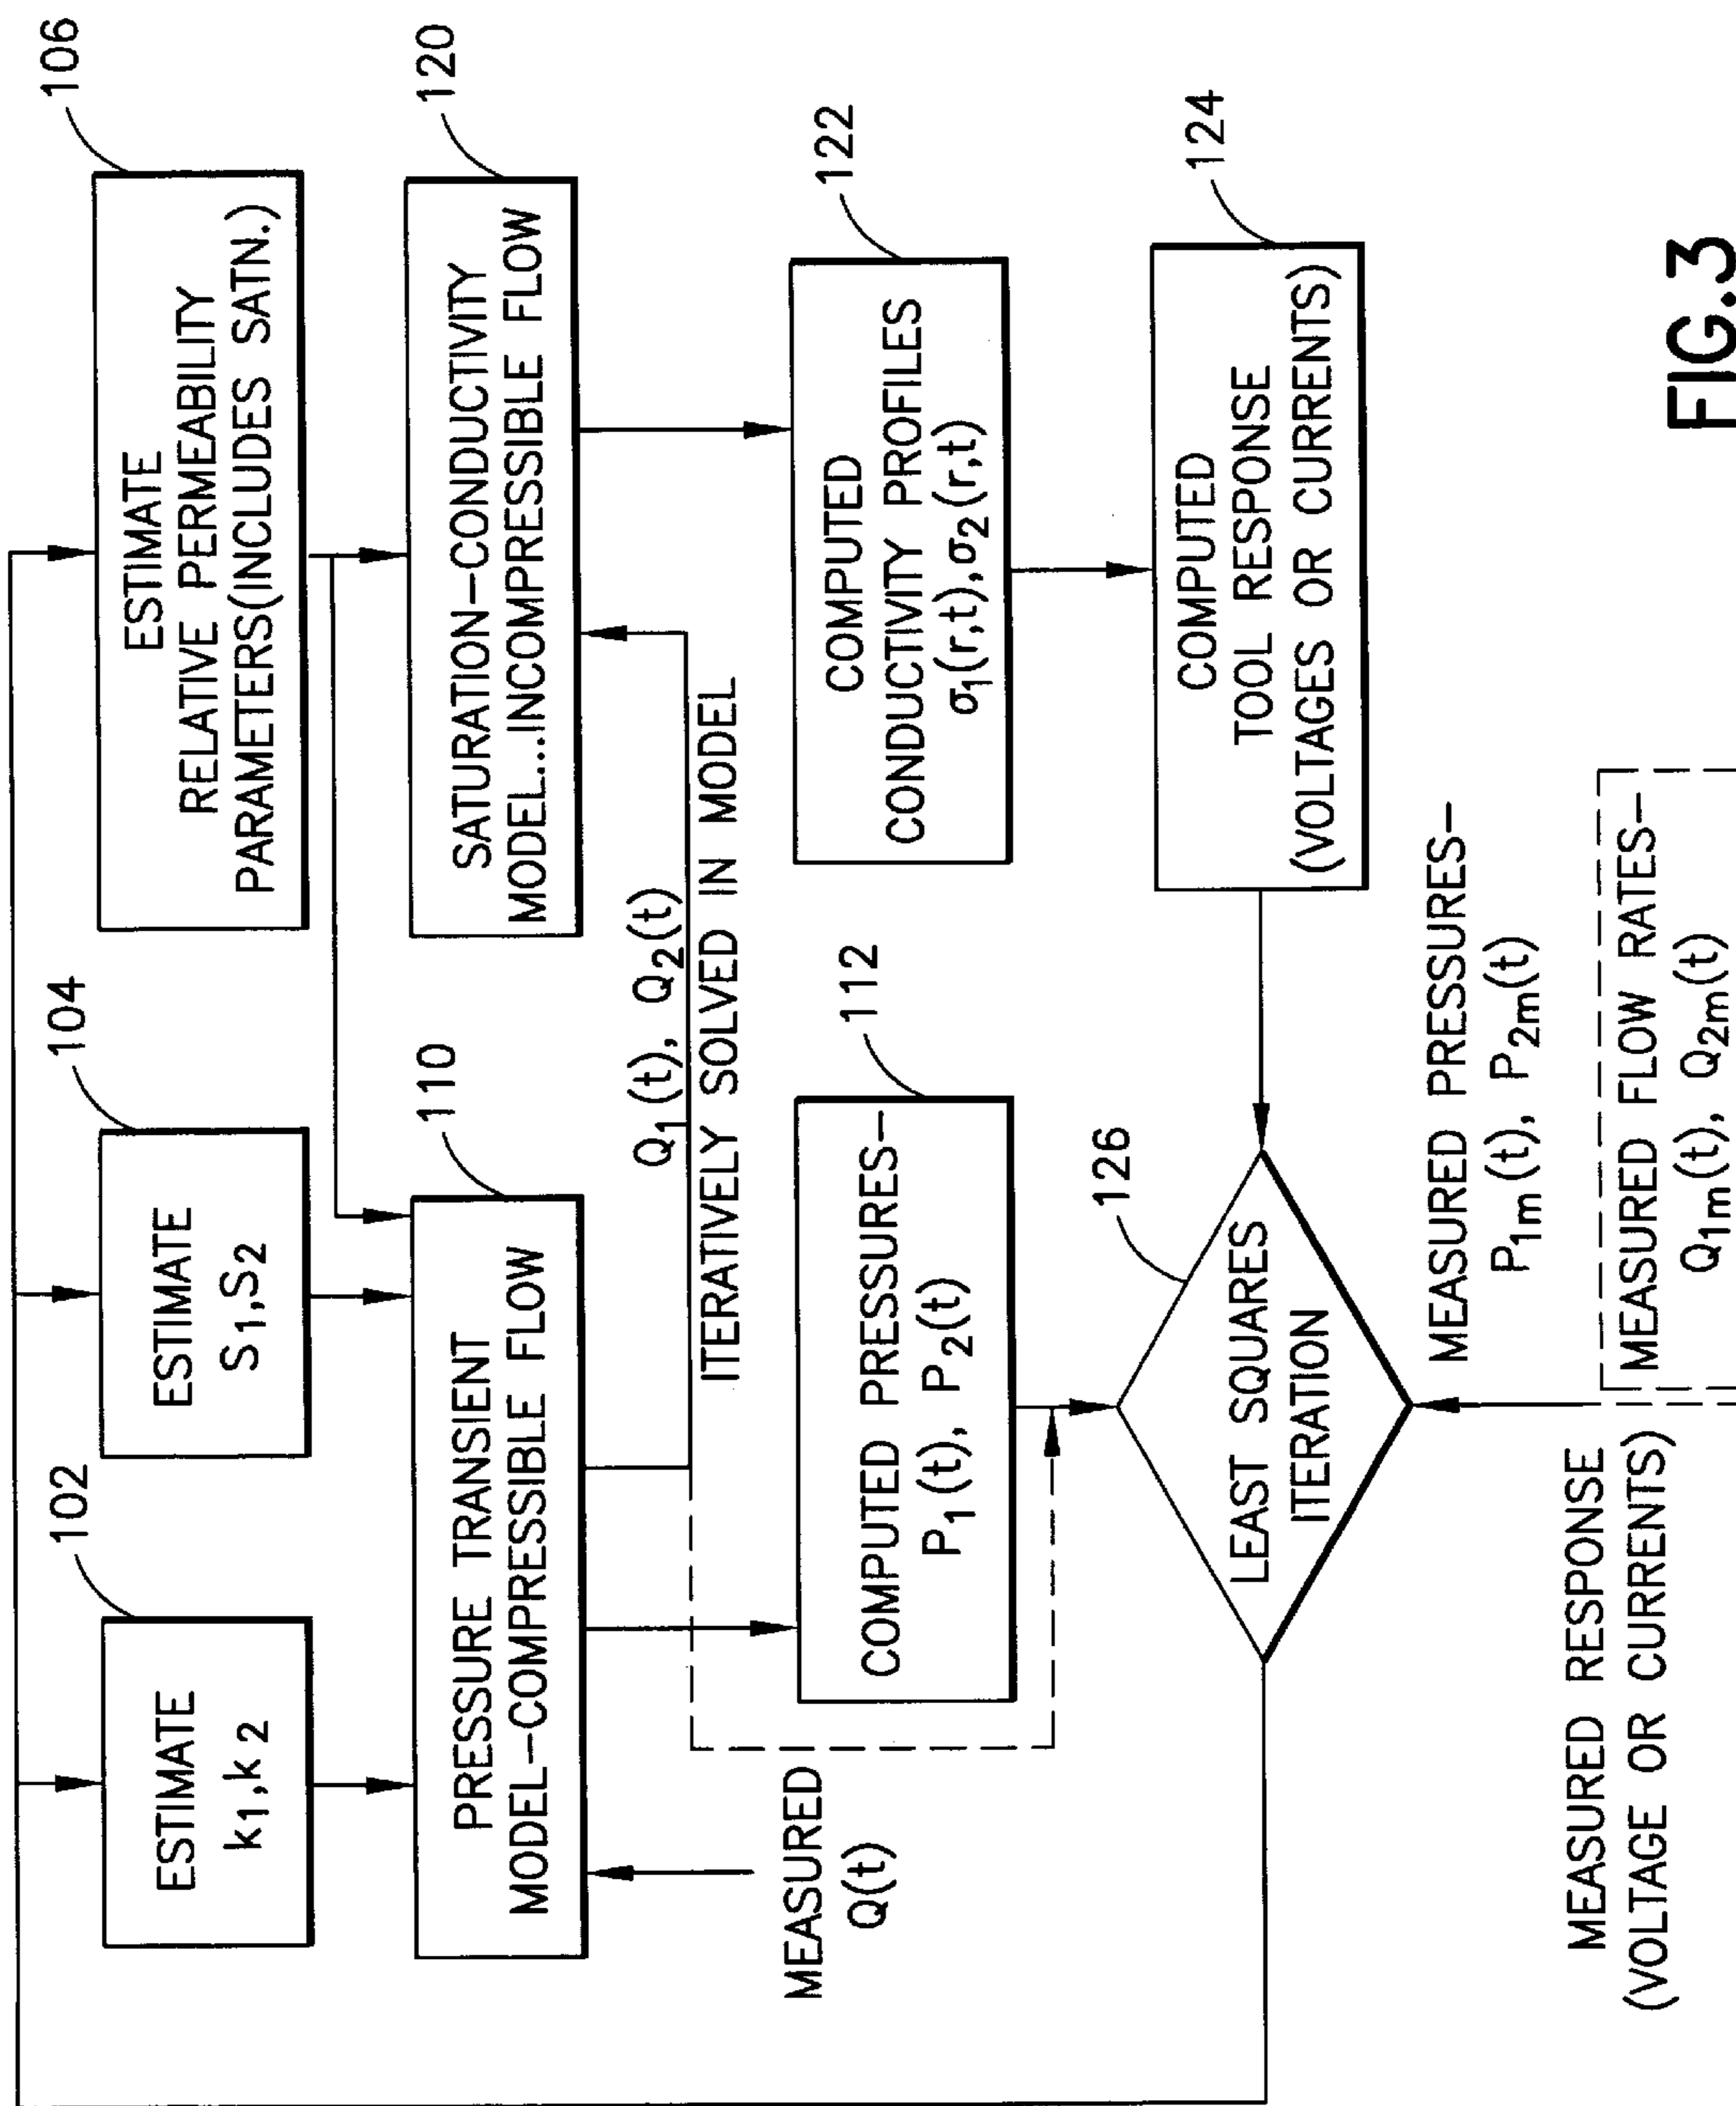 102
ESTIMATE
k1,k2
104
ESTIMATE
S1,S2
106
ESTIMATE
RELATIVE PERMEABILITY
PARAMETERS(INCLUDES SATN.)
110
PRESSURE TRANSIENT
MODEL-COMPRESSIBLE FLOW
120
SATURATION-CONDUCTIVITY
MODEL...INCOMPRESSIBLE FLOW
Q1(t), Q2(t)
ITERATIVELY SOLVED IN MODEL
MEASURED
Q(t)
112
COMPUTED PRESSURES-
P1(t), P2(t)
122
COMPUTED
CONDUCTIVITY PROFILES
σ1(r,t),σ2(r,t)
126
LEAST SQUARES
ITERATION
124
COMPUTED
TOOL RESPONSE
(VOLTAGES OR CURRENTS)
MEASURED RESPONSE
(VOLTAGE OR CURRENTS)
MEASURED PRESSURES-
P1m(t), P2m(t)
MEASURED FLOW RATES-
Q1m(t), Q2m(t)
FIG.3